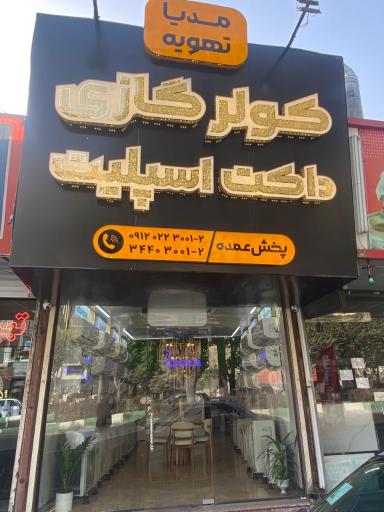 مدیا
تهویه
کولر گازی
داکت اسپلیت
پخش عمده / ۰۹۱۲ ۰۲۲ ۳۰۰۱-۲
۳۴۴۰ ۳۰۰۱-۲